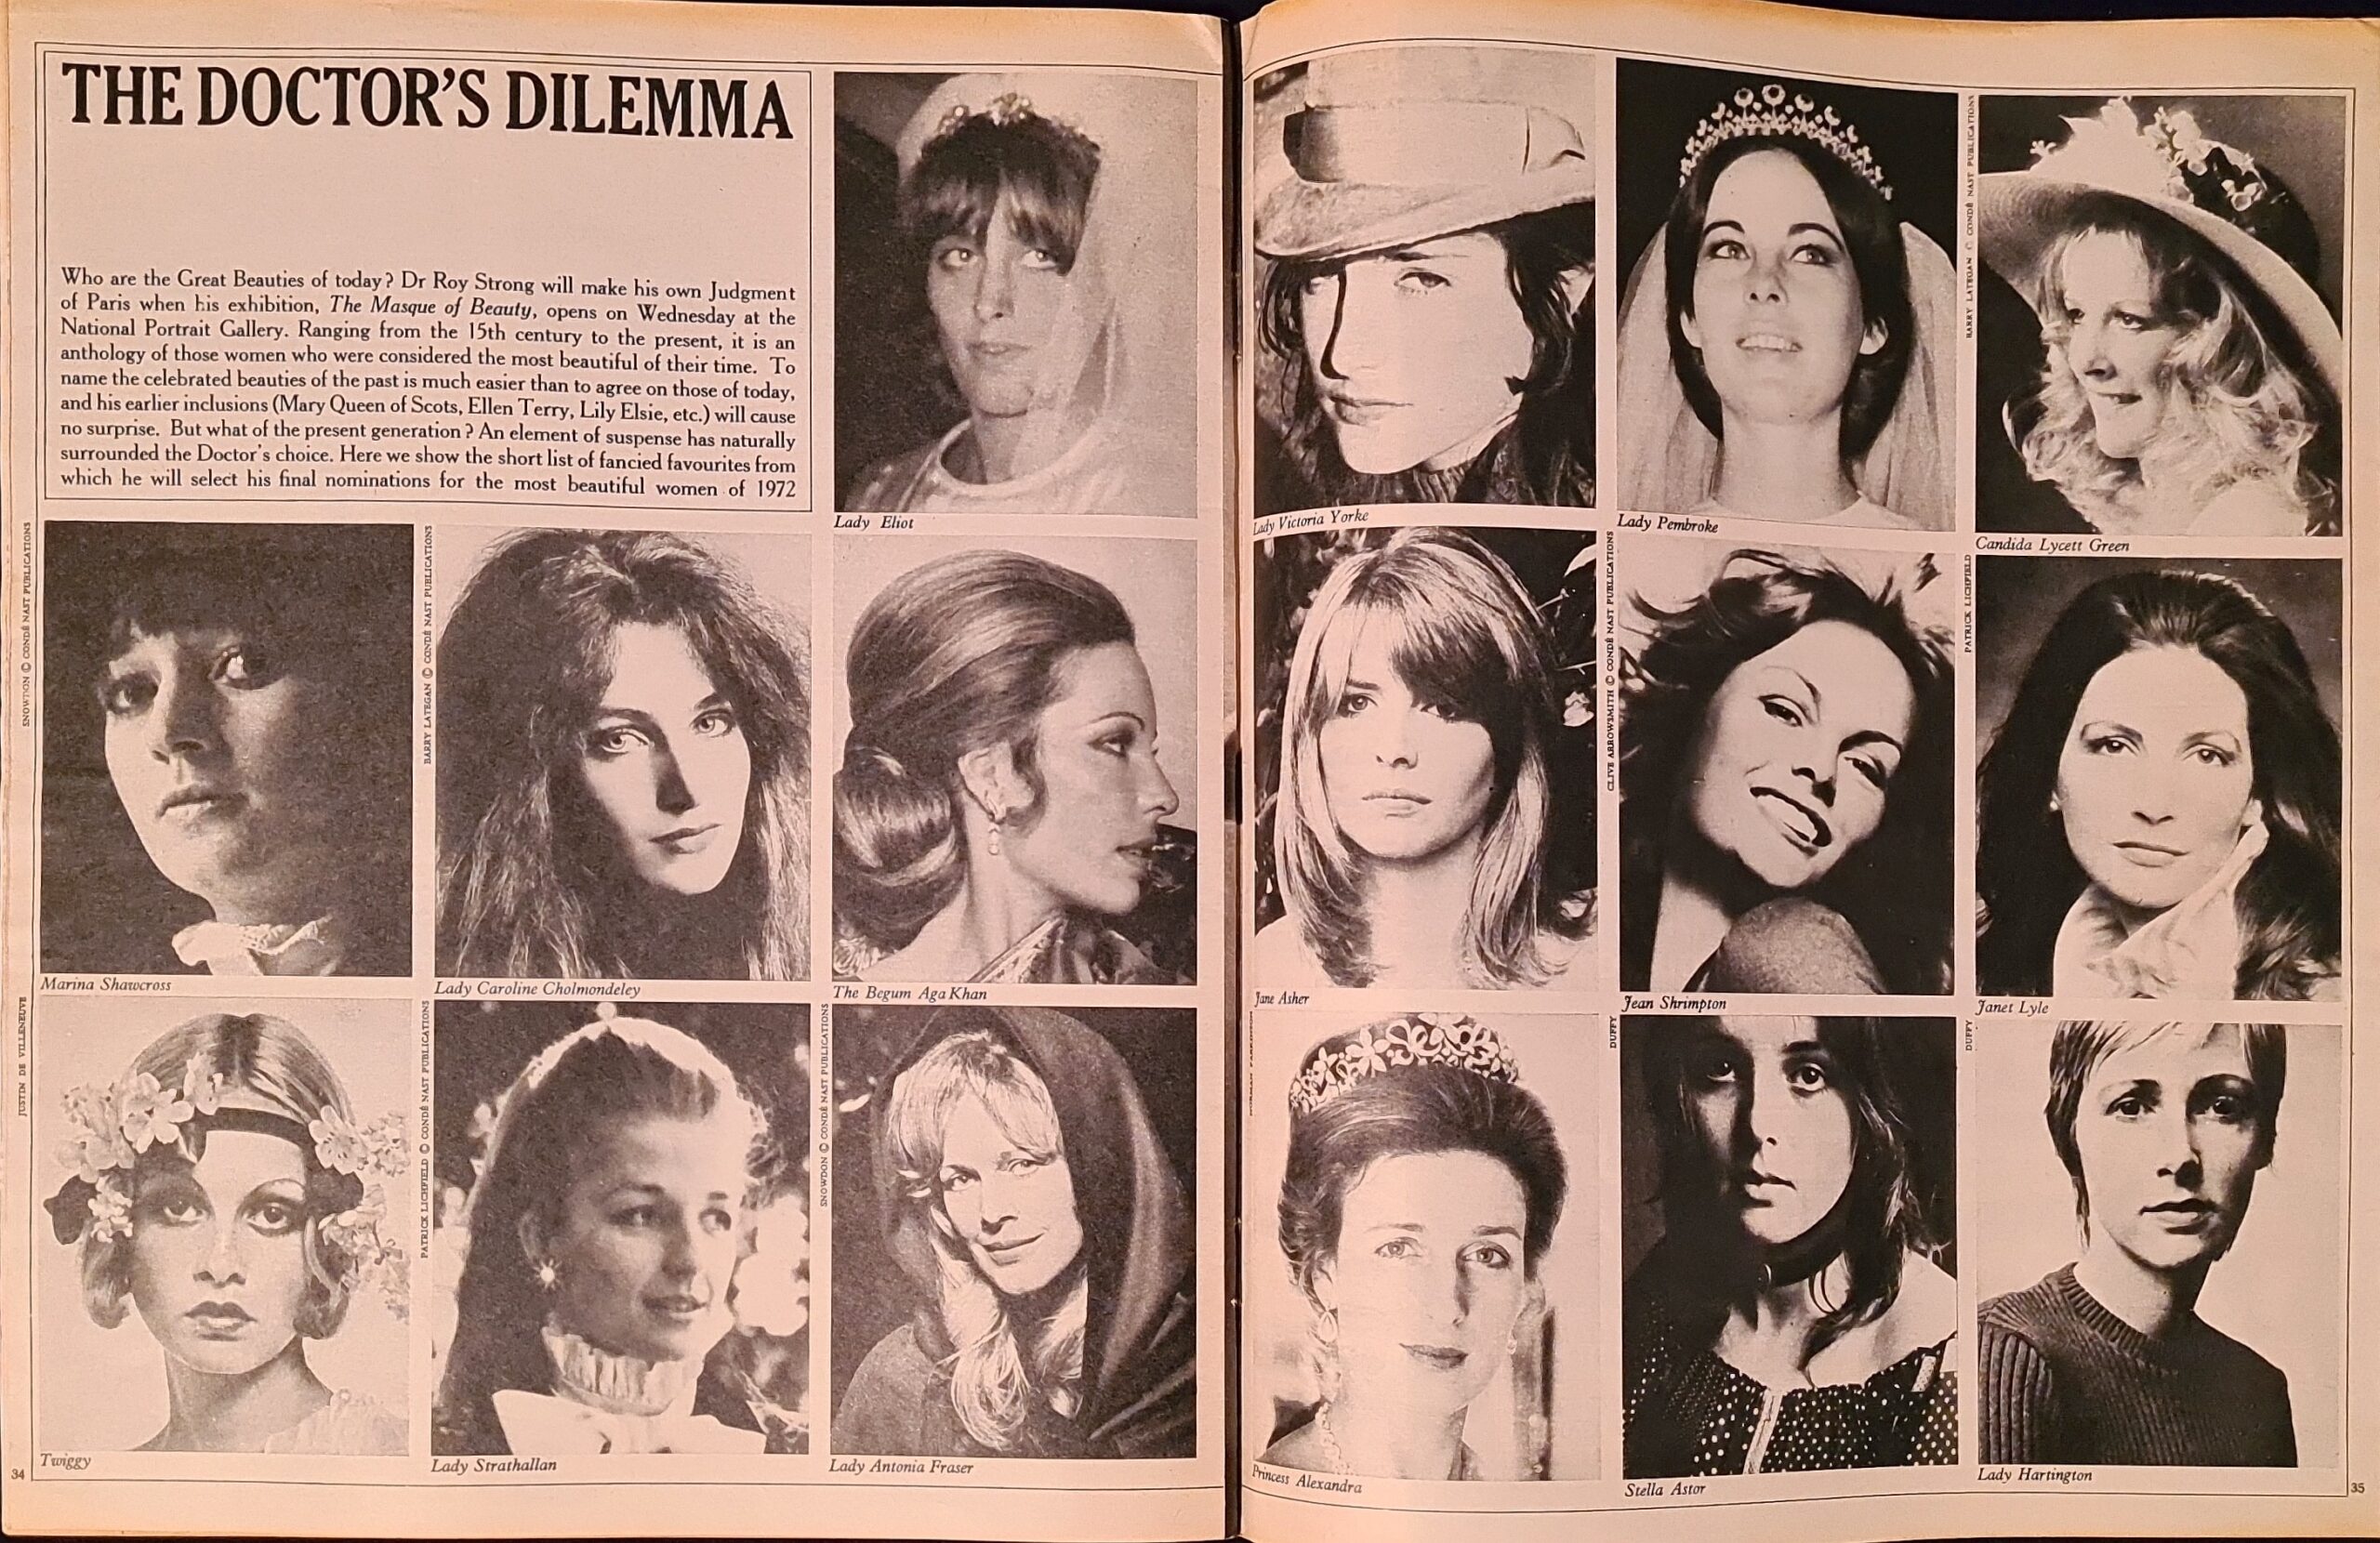 THE DOCTOR'S DILEMMA
Who are the Great Beauties of today? Dr Roy Strong will make his own Judgment
of Paris when his exhibition, The Masque of Beauty, opens on Wednesday at the
National Portrait Gallery. Ranging from the 15th century to the present, it is an
anthology of those women who were considered the most beautiful of their time. To
name the celebrated beauties of the past is much easier than to agree on those of today,
and his earlier inclusions (Mary Queen of Scots, Ellen Terry, Lily Elsie, etc.) will cause
no surprise. But what of the present generation? An element of suspense has naturally
surrounded the Doctor's choice. Here we show the short list of fancied favourites from
which he will select his final nominations for the most beautiful women of 1972
Lady Eliot
SNOWDON © CONDÉ NAST PUBLICATIONS
Marina Shawcross
BARRY LATEGAN © CONDÉ NAST PUBLICATIONS
Lady Caroline Cholmondeley
The Begum Aga Khan
JUSTIN DE VILLENEUVE
Twiggy
PATRICK LICHFIELD © CONDÉ NAST PUBLICATIONS
Lady Strathallan
SNOWDON © CONDÉ NAST PUBLICATIONS
Lady Antonia Fraser
34
Lady Victoria Yorke
Lady Pembroke
BARRY LATEGAN © CONDÉ NAST PUBLICATIONS
Candida Lycett Green
Jane Asher
CLIVE ARROWSMITH © CONDÉ NAST PUBLICATIONS
Jean Shrimpton
PATRICK LICHFIELD
Janet Lyle
Princess Alexandra
DUFFY
Stella Astor
DUFFY
Lady Hartington
35